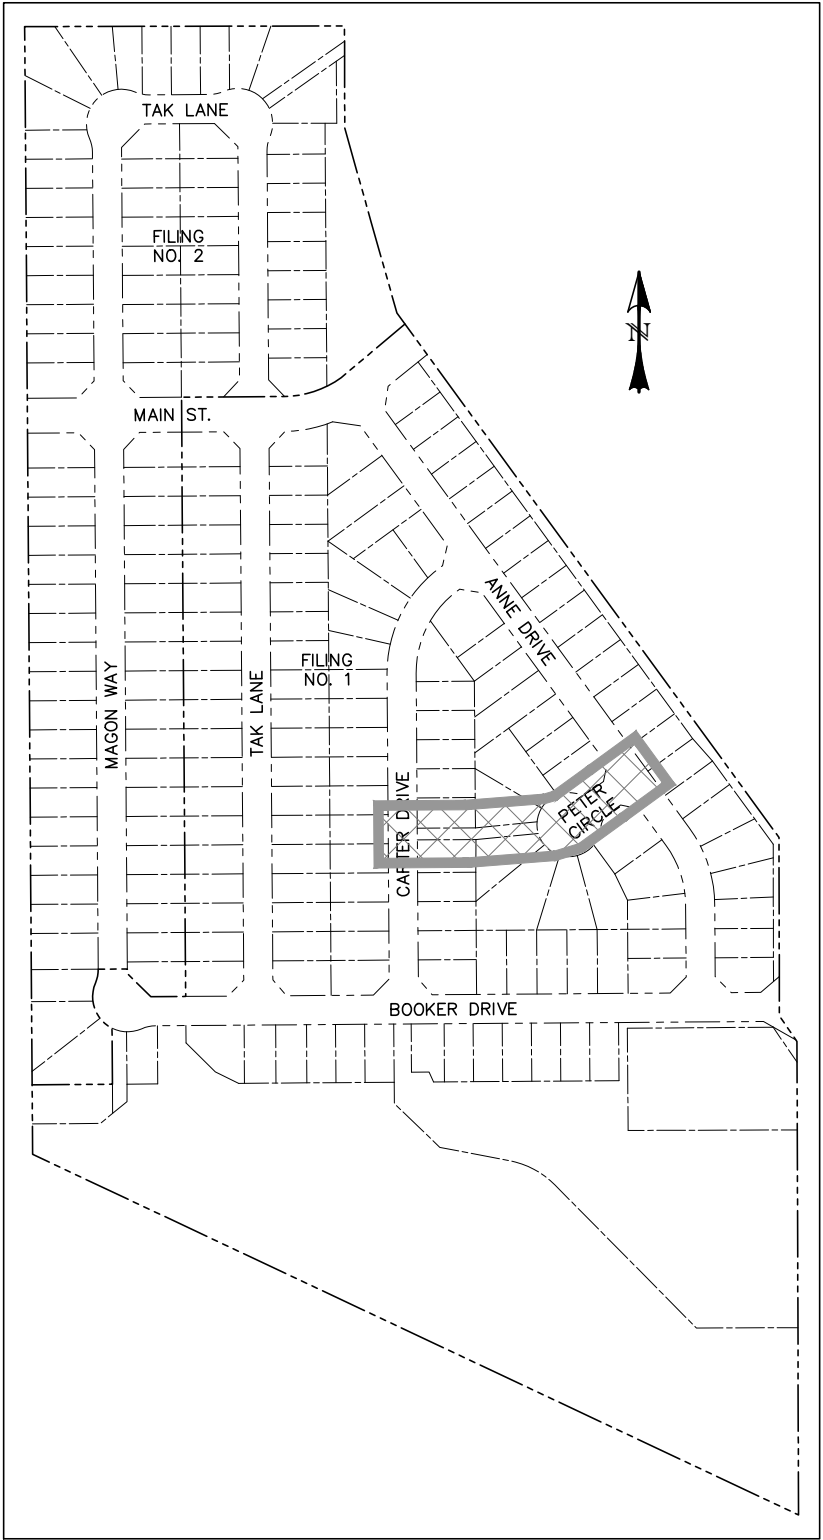 TAK LANE
FILING
NO. 2
N
MAIN ST.
ANNE DRIVE
FILING
NO. 1
MAGON WAY
TAK LANE
CARTER DRIVE
PETER
CIRCLE
BOOKER DRIVE